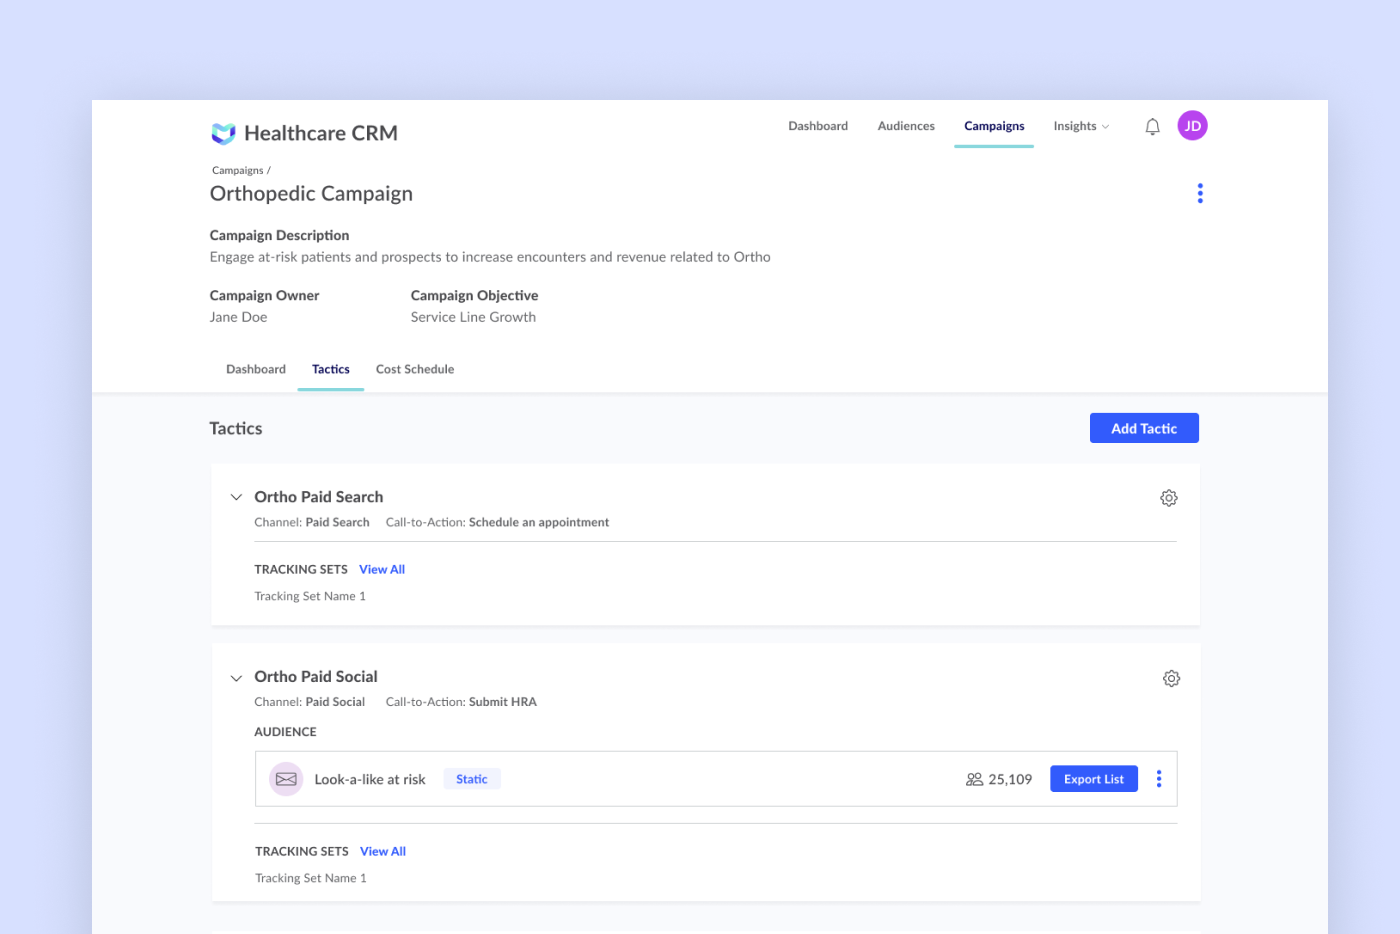 Healthcare CRM
Dashboard Audiences Campaigns Insights JD
Campaigns /
Orthopedic Campaign
Campaign Description
Engage at-risk patients and prospects to increase encounters and revenue related to Ortho
Campaign Owner Campaign Objective
Jane Doe Service Line Growth
Dashboard Tactics Cost Schedule
Tactics Add Tactic
Ortho Paid Search
Channel: Paid Search Call-to-Action: Schedule an appointment
TRACKING SETS View All
Tracking Set Name 1
Ortho Paid Social
Channel: Paid Social Call-to-Action: Submit HRA
AUDIENCE
Look-a-like at risk Static 25,109 Export List
TRACKING SETS View All
Tracking Set Name 1